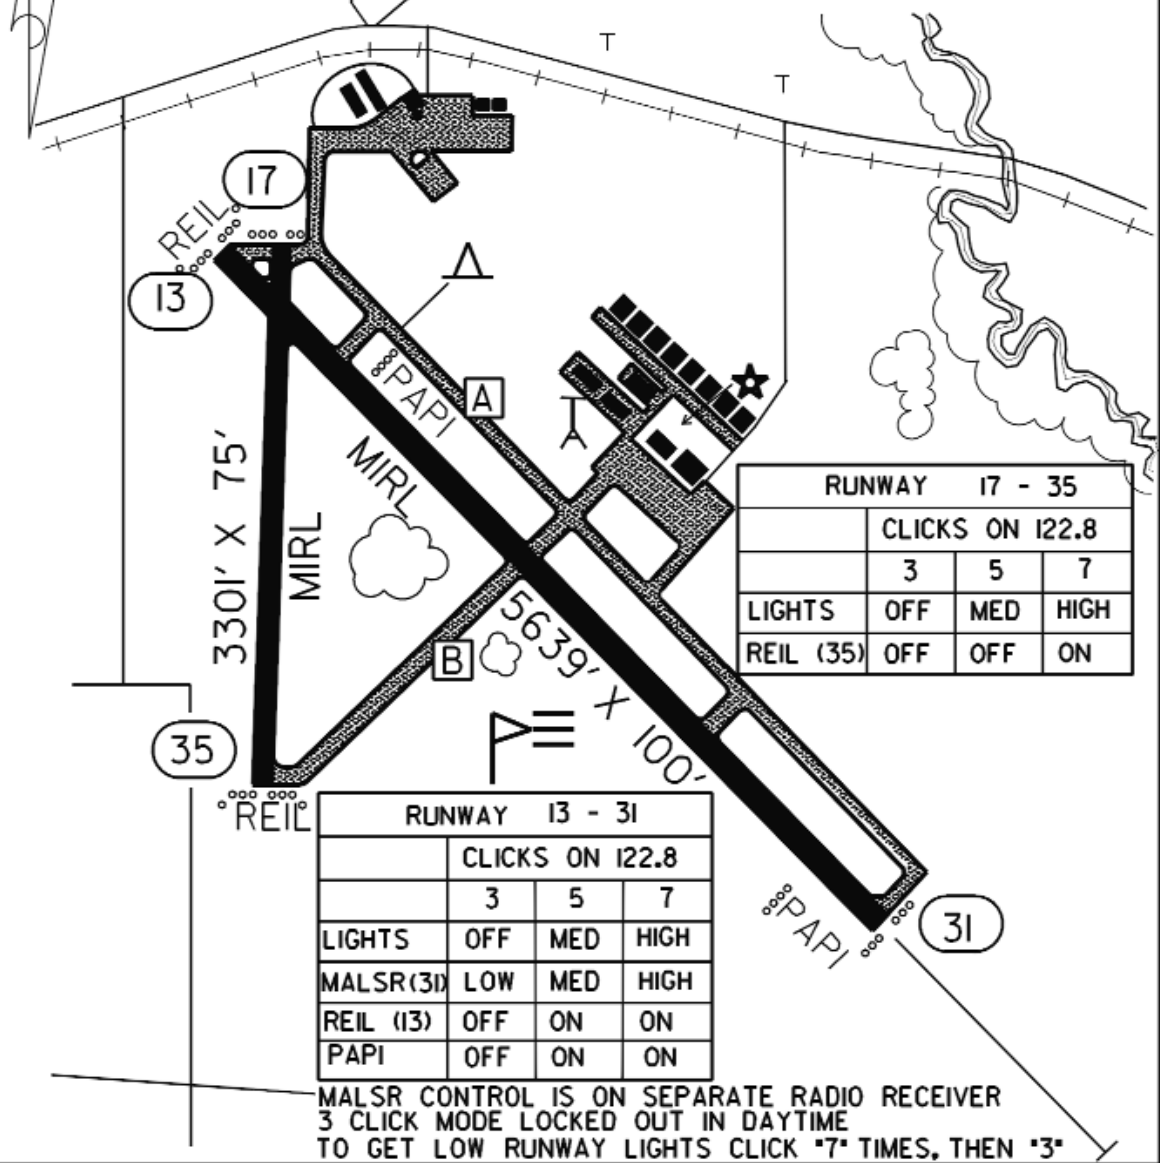 T
T
17
REIL
13
PAPI
A
MIRL
3301' X 75'
MIRL
5639' X 100'
B
35
REIL
PAPI
31
RUNWAY 17 - 35
CLICKS ON 122.8
3 5 7
LIGHTS OFF MED HIGH
REIL (35) OFF OFF ON
RUNWAY 13 - 31
CLICKS ON 122.8
3 5 7
LIGHTS OFF MED HIGH
MALSR(31) LOW MED HIGH
REIL (13) OFF ON ON
PAPI OFF ON ON
MALSR CONTROL IS ON SEPARATE RADIO RECEIVER
3 CLICK MODE LOCKED OUT IN DAYTIME
TO GET LOW RUNWAY LIGHTS CLICK "7" TIMES, THEN "3"